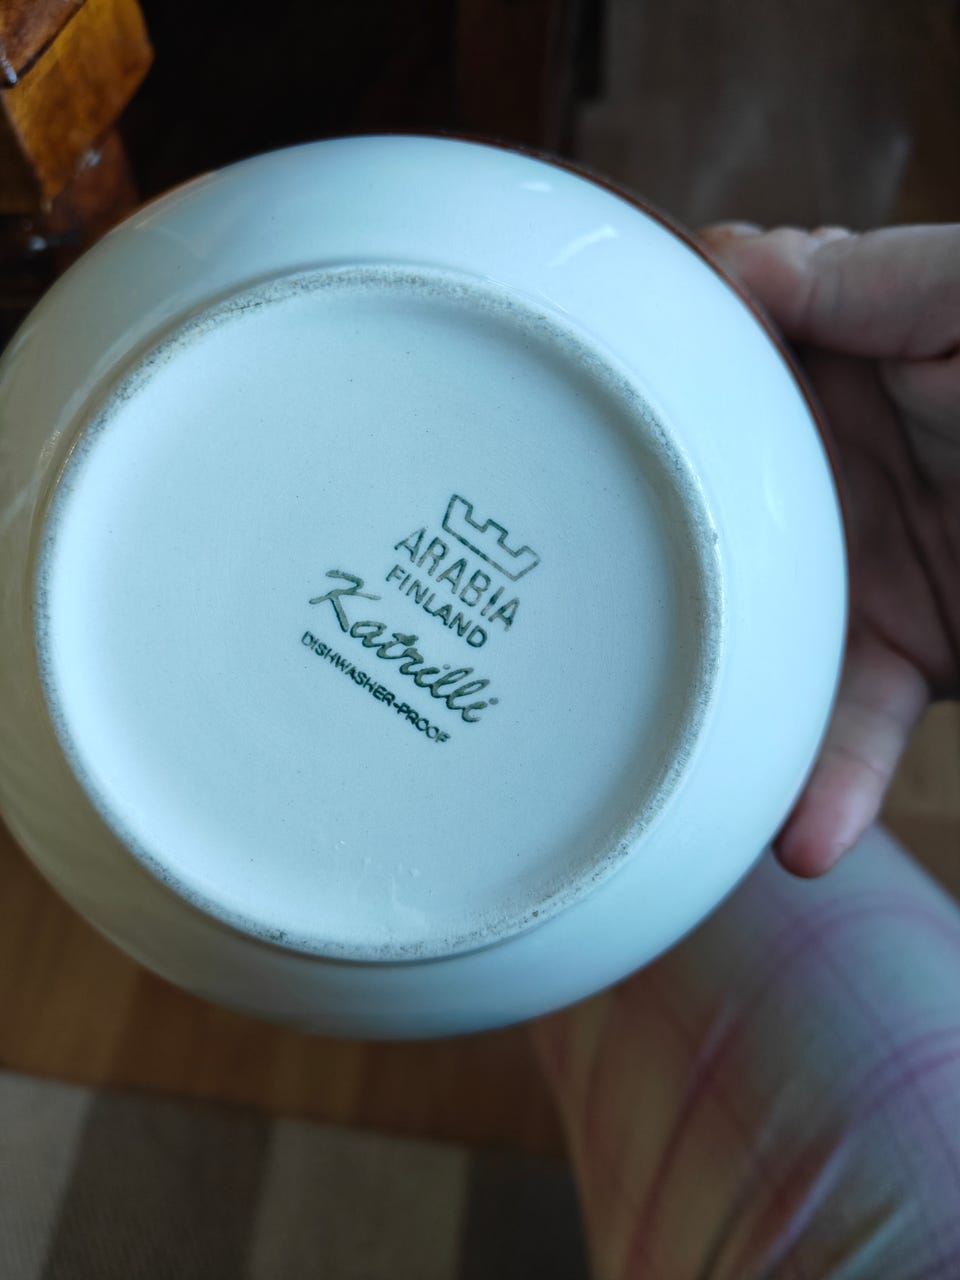 ARABIA
FINLAND
Katrilli
DISHWASHER-PROOF